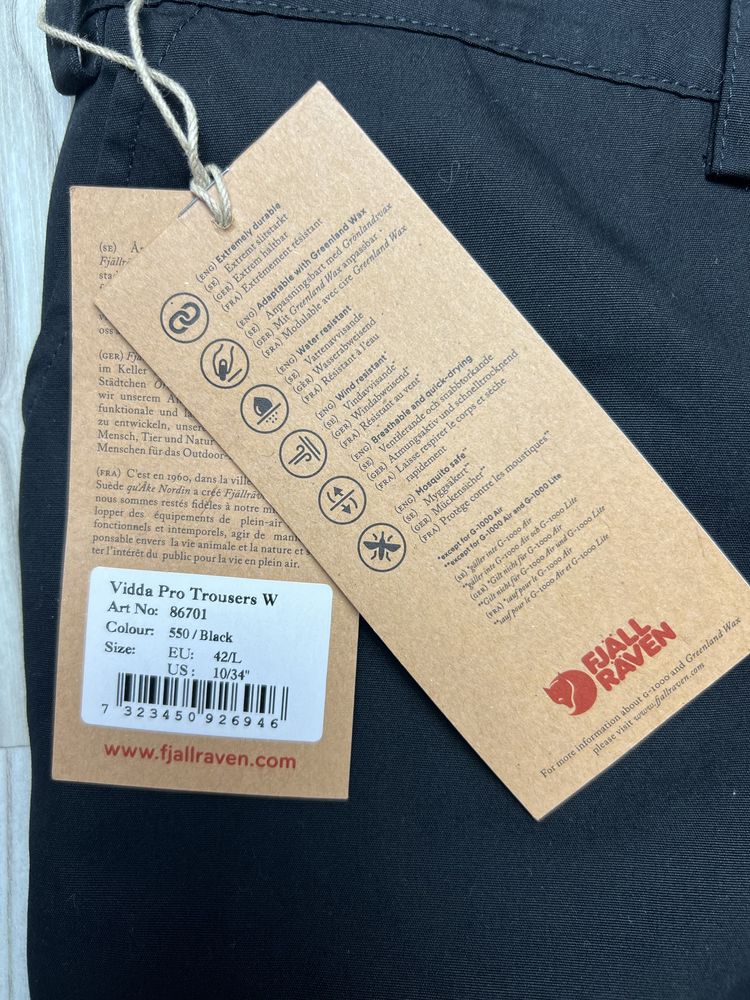 (SE)
Fjällrä
(GER) Fja
im Keller
Städtchen
wir unserem
funktionale und
zu entwickeln, unser
Mensch, Tier und Natur
Menschen für das Outdoor-
(FRA) C'est en 1960, dans la ville
Suède qu'Åke Nordin a créé Fjällrä
nous sommes restés fidèles à notre mi
lopper des équipements de plein-air
fonctionnels et intemporels, agir de man
ponsable envers la vie animale et la nature et
ter l'intérêt du public pour la vie en plein air.
Vidda Pro Trousers W
Art No: 86701
Colour: 550 / Black
Size: EU: 42/L
US: 10/34"
7 323450 926946
www.fjallraven.com
(ENG) Extremely durable
(SE) Extremt slitstarkt
(GER) Extrem haltbar
(FRA) Extrêmement résistant
(ENG) Adaptable with Greenland Wax
(SE) Anpassningsbart med Grönlandsvax
(GER) Mit Greenland Wax anpassbar
(FRA) Modulable avec cire Greenland Wax
(ENG) Water resistant
(SE) Vattenavvisande
(GER) Wasserabweisend
(FRA) Résistant à l'eau
(ENG) Wind resistant*
(SE) Vindavvisande*
(GER) Windabweisend*
(FRA) Résistant au vent*
(ENG) Breathable and quick-drying
(SE) Ventilerande och snabbtorkande
(GER) Atmungsaktiv und schnelltrocknend
(FRA) Laisse respirer le corps et sèche
rapidement
(ENG) Mosquito safe**
(SE) Myggsäkert**
(GER) Mückensicher**
(FRA) Protège contre les moustiques**
*except for G-1000 Air
**except for G-1000 Air and G-1000 Lite
(SE) *gäller inte G-1000 Air
**gäller inte G-1000 Air och G-1000 Lite
(GER) *Gilt nicht für G-1000 Air
**Gilt nicht für G-1000 Air und G-1000 Lite
(FRA) *sauf pour le G-1000 Air
**sauf pour le G-1000 Air et G-1000 Lite
FJÄLL
RÄVEN
For more information about G-1000 and Greenland Wax
please visit www.fjallraven.com